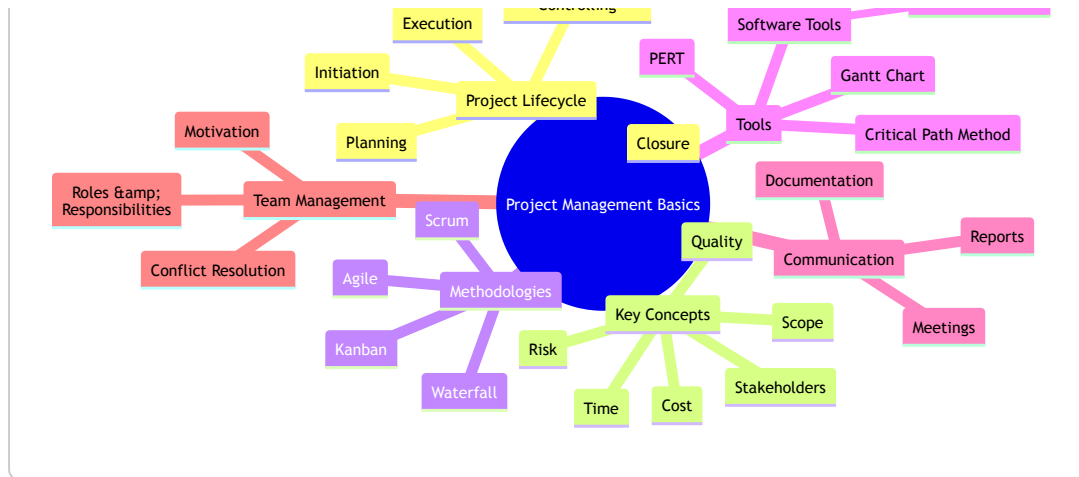 Controlling
Execution
Software Tools
PERT
Initiation
Gantt Chart
Project Lifecycle
Tools
Motivation
Critical Path Method
Planning
Closure
Documentation
Roles &amp;
Responsibilities
Team Management
Project Management Basics
Scrum
Reports
Quality
Communication
Conflict Resolution
Agile
Methodologies
Key Concepts
Scope
Meetings
Kanban
Risk
Stakeholders
Waterfall
Time
Cost